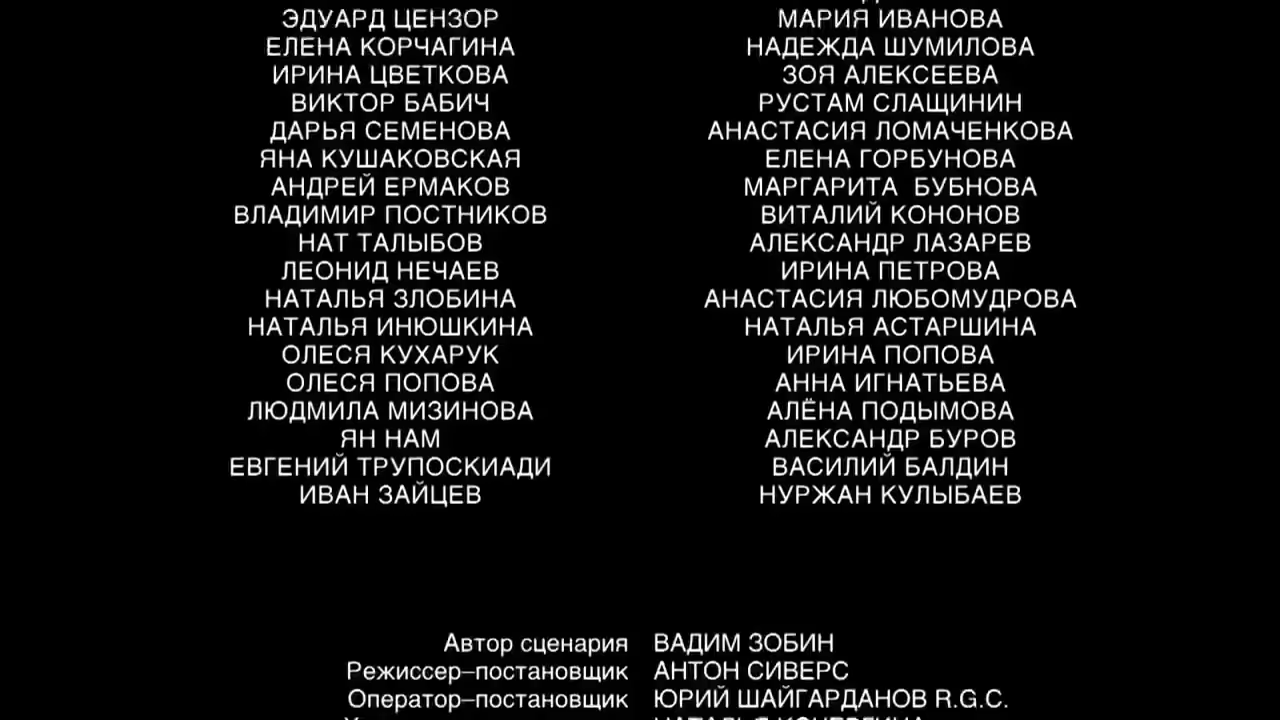 ЭДУАРД ЦЕНЗОР
ЕЛЕНА КОРЧАГИНА
ИРИНА ЦВЕТКОВА
ВИКТОР БАБИЧ
ДАРЬЯ СЕМЕНОВА
ЯНА КУШАКОВСКАЯ
АНДРЕЙ ЕРМАКОВ
ВЛАДИМИР ПОСТНИКОВ
НАТ ТАЛЫБОВ
ЛЕОНИД НЕЧАЕВ
НАТАЛЬЯ ЗЛОБИНА
НАТАЛЬЯ ИНЮШКИНА
ОЛЕСЯ КУХАРУК
ОЛЕСЯ ПОПОВА
ЛЮДМИЛА МИЗИНОВА
ЯН НАМ
ЕВГЕНИЙ ТРУПОСКИАДИ
ИВАН ЗАЙЦЕВ
МАРИЯ ИВАНОВА
НАДЕЖДА ШУМИЛОВА
ЗОЯ АЛЕКСЕЕВА
РУСТАМ СЛАЩИНИН
АНАСТАСИЯ ЛОМАЧЕНКОВА
ЕЛЕНА ГОРБУНОВА
МАРГАРИТА БУБНОВА
ВИТАЛИЙ КОНОНОВ
АЛЕКСАНДР ЛАЗАРЕВ
ИРИНА ПЕТРОВА
АНАСТАСИЯ ЛЮБОМУДРОВА
НАТАЛЬЯ АСТАРШИНА
ИРИНА ПОПОВА
АННА ИГНАТЬЕВА
АЛЁНА ПОДЫМОВА
АЛЕКСАНДР БУРОВ
ВАСИЛИЙ БАЛДИН
НУРЖАН КУЛЫБАЕВ
Автор сценария ВАДИМ ЗОБИН
Режиссер–постановщик АНТОН СИВЕРС
Оператор–постановщик ЮРИЙ ШАЙГАРДАНОВ R.G.C.